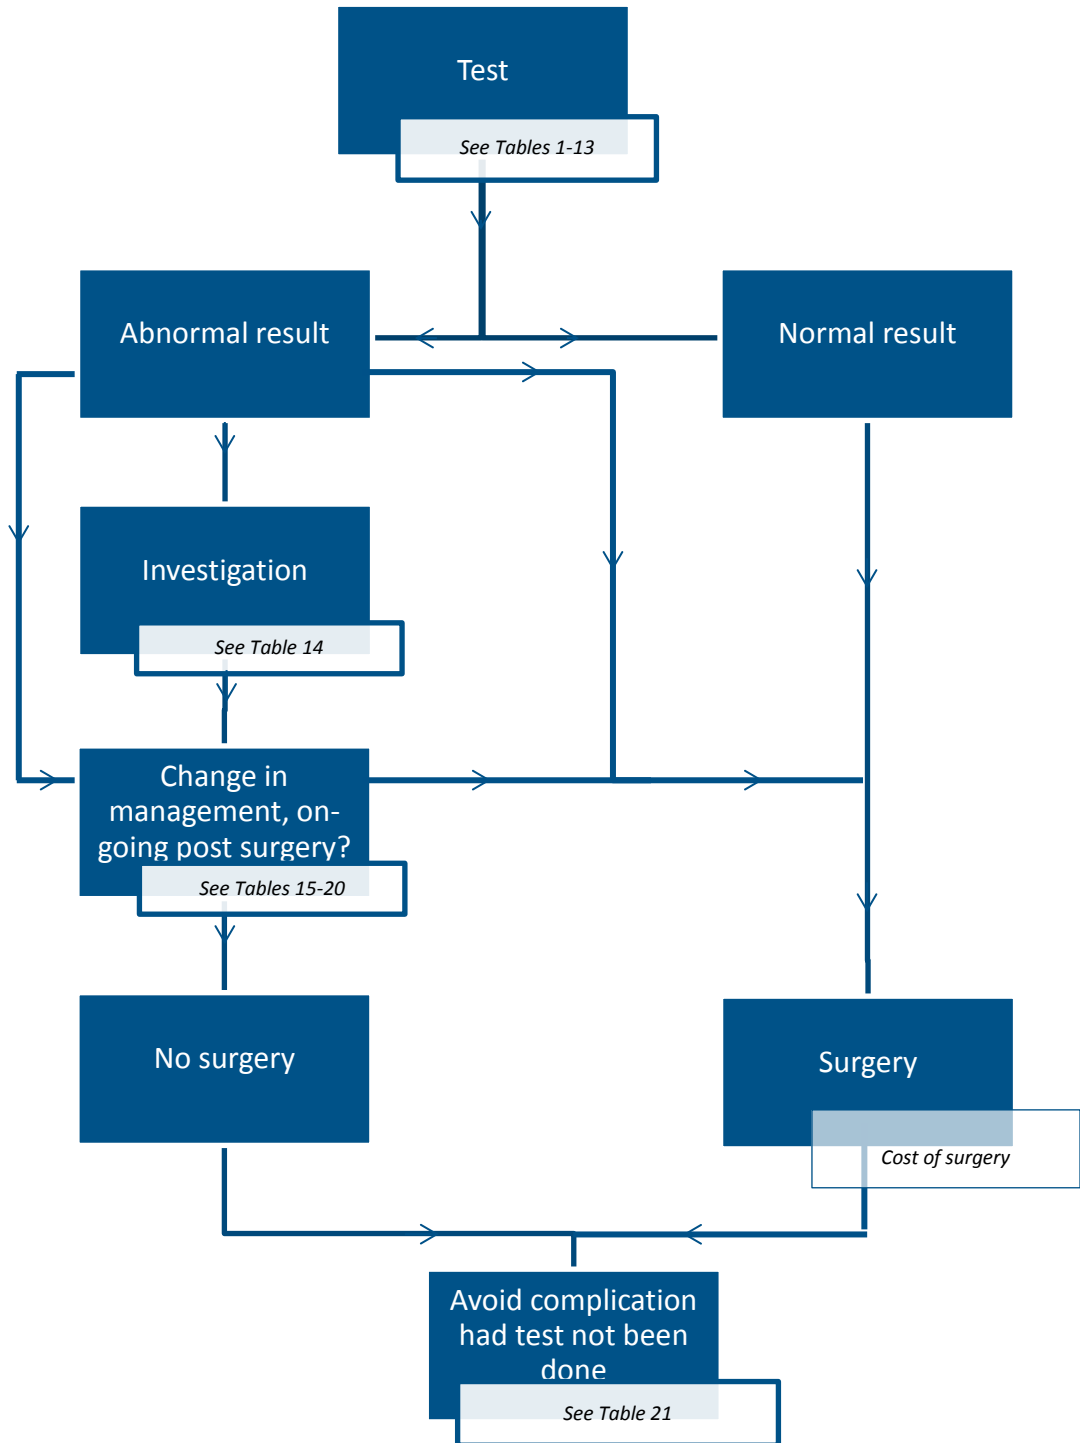 Test
See Tables 1-13
Abnormal result
Normal result
Investigation
See Table 14
Change in
management, on-
going post surgery?
See Tables 15-20
No surgery
Surgery
Cost of surgery
Avoid complication
had test not been
done
See Table 21